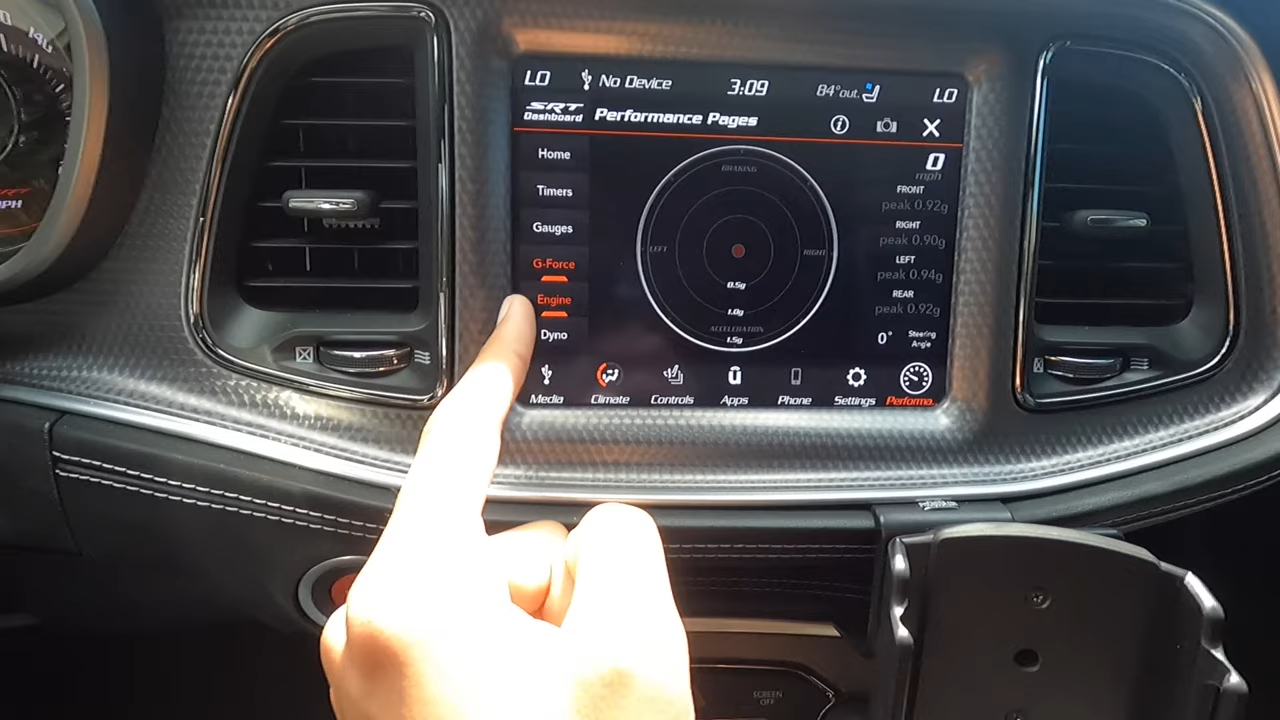 140
MPH
LO
No Device
3:09
84°out.
LO
SRT
Dashboard
Performance Pages
Home
Timers
Gauges
G-Force
Engine
Dyno
BRAKING
LEFT
RIGHT
0.5g
1.0g
ACCELERATION
1.5g
0
mph
FRONT
peak 0.92g
RIGHT
peak 0.90g
LEFT
peak 0.94g
REAR
peak 0.92g
0° Steering
Angle
Media
Climate
Controls
Apps
Phone
Settings
Performa..
SCREEN
OFF